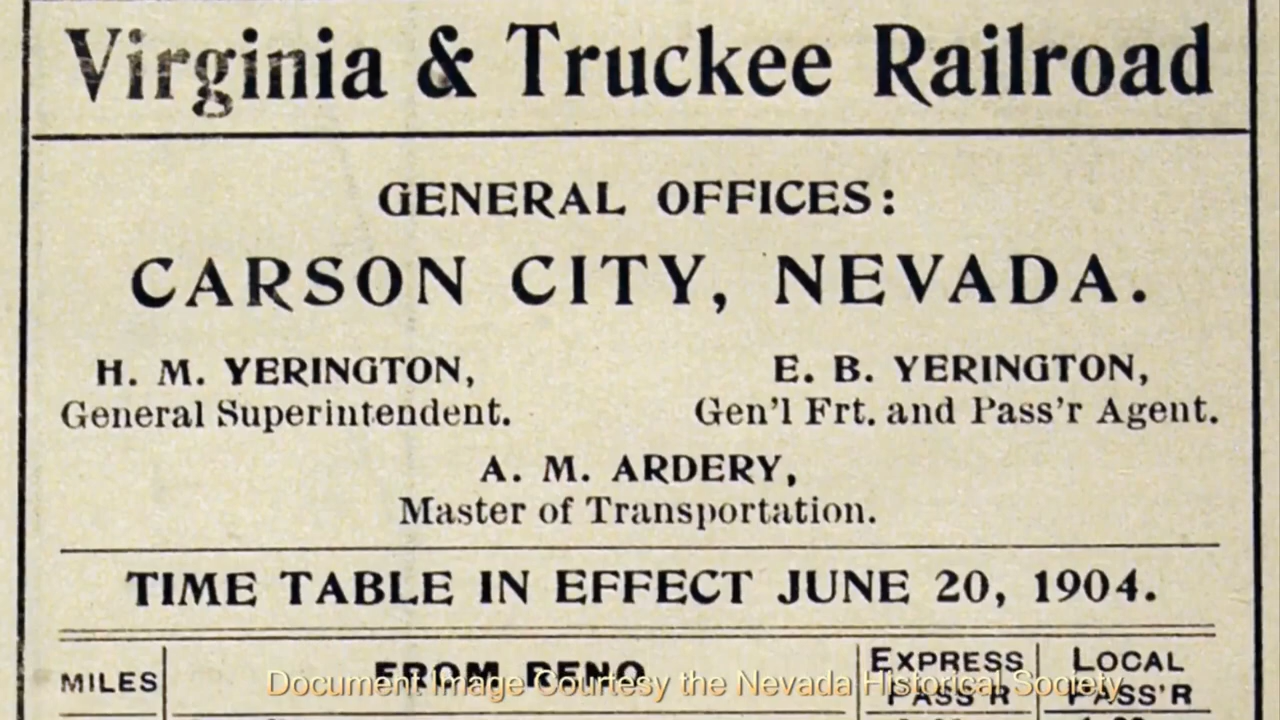 Virginia & Truckee Railroad
GENERAL OFFICES:
CARSON CITY, NEVADA.
H. M. YERINGTON,
General Superintendent.
E. B. YERINGTON,
Gen'l Frt. and Pass'r Agent.
A. M. ARDERY,
Master of Transportation.
TIME TABLE IN EFFECT JUNE 20, 1904.
MILES
FROM RENO
EXPRESS
PASS'R
LOCAL
PASS'R
Document Image Courtesy the Nevada Historical Society